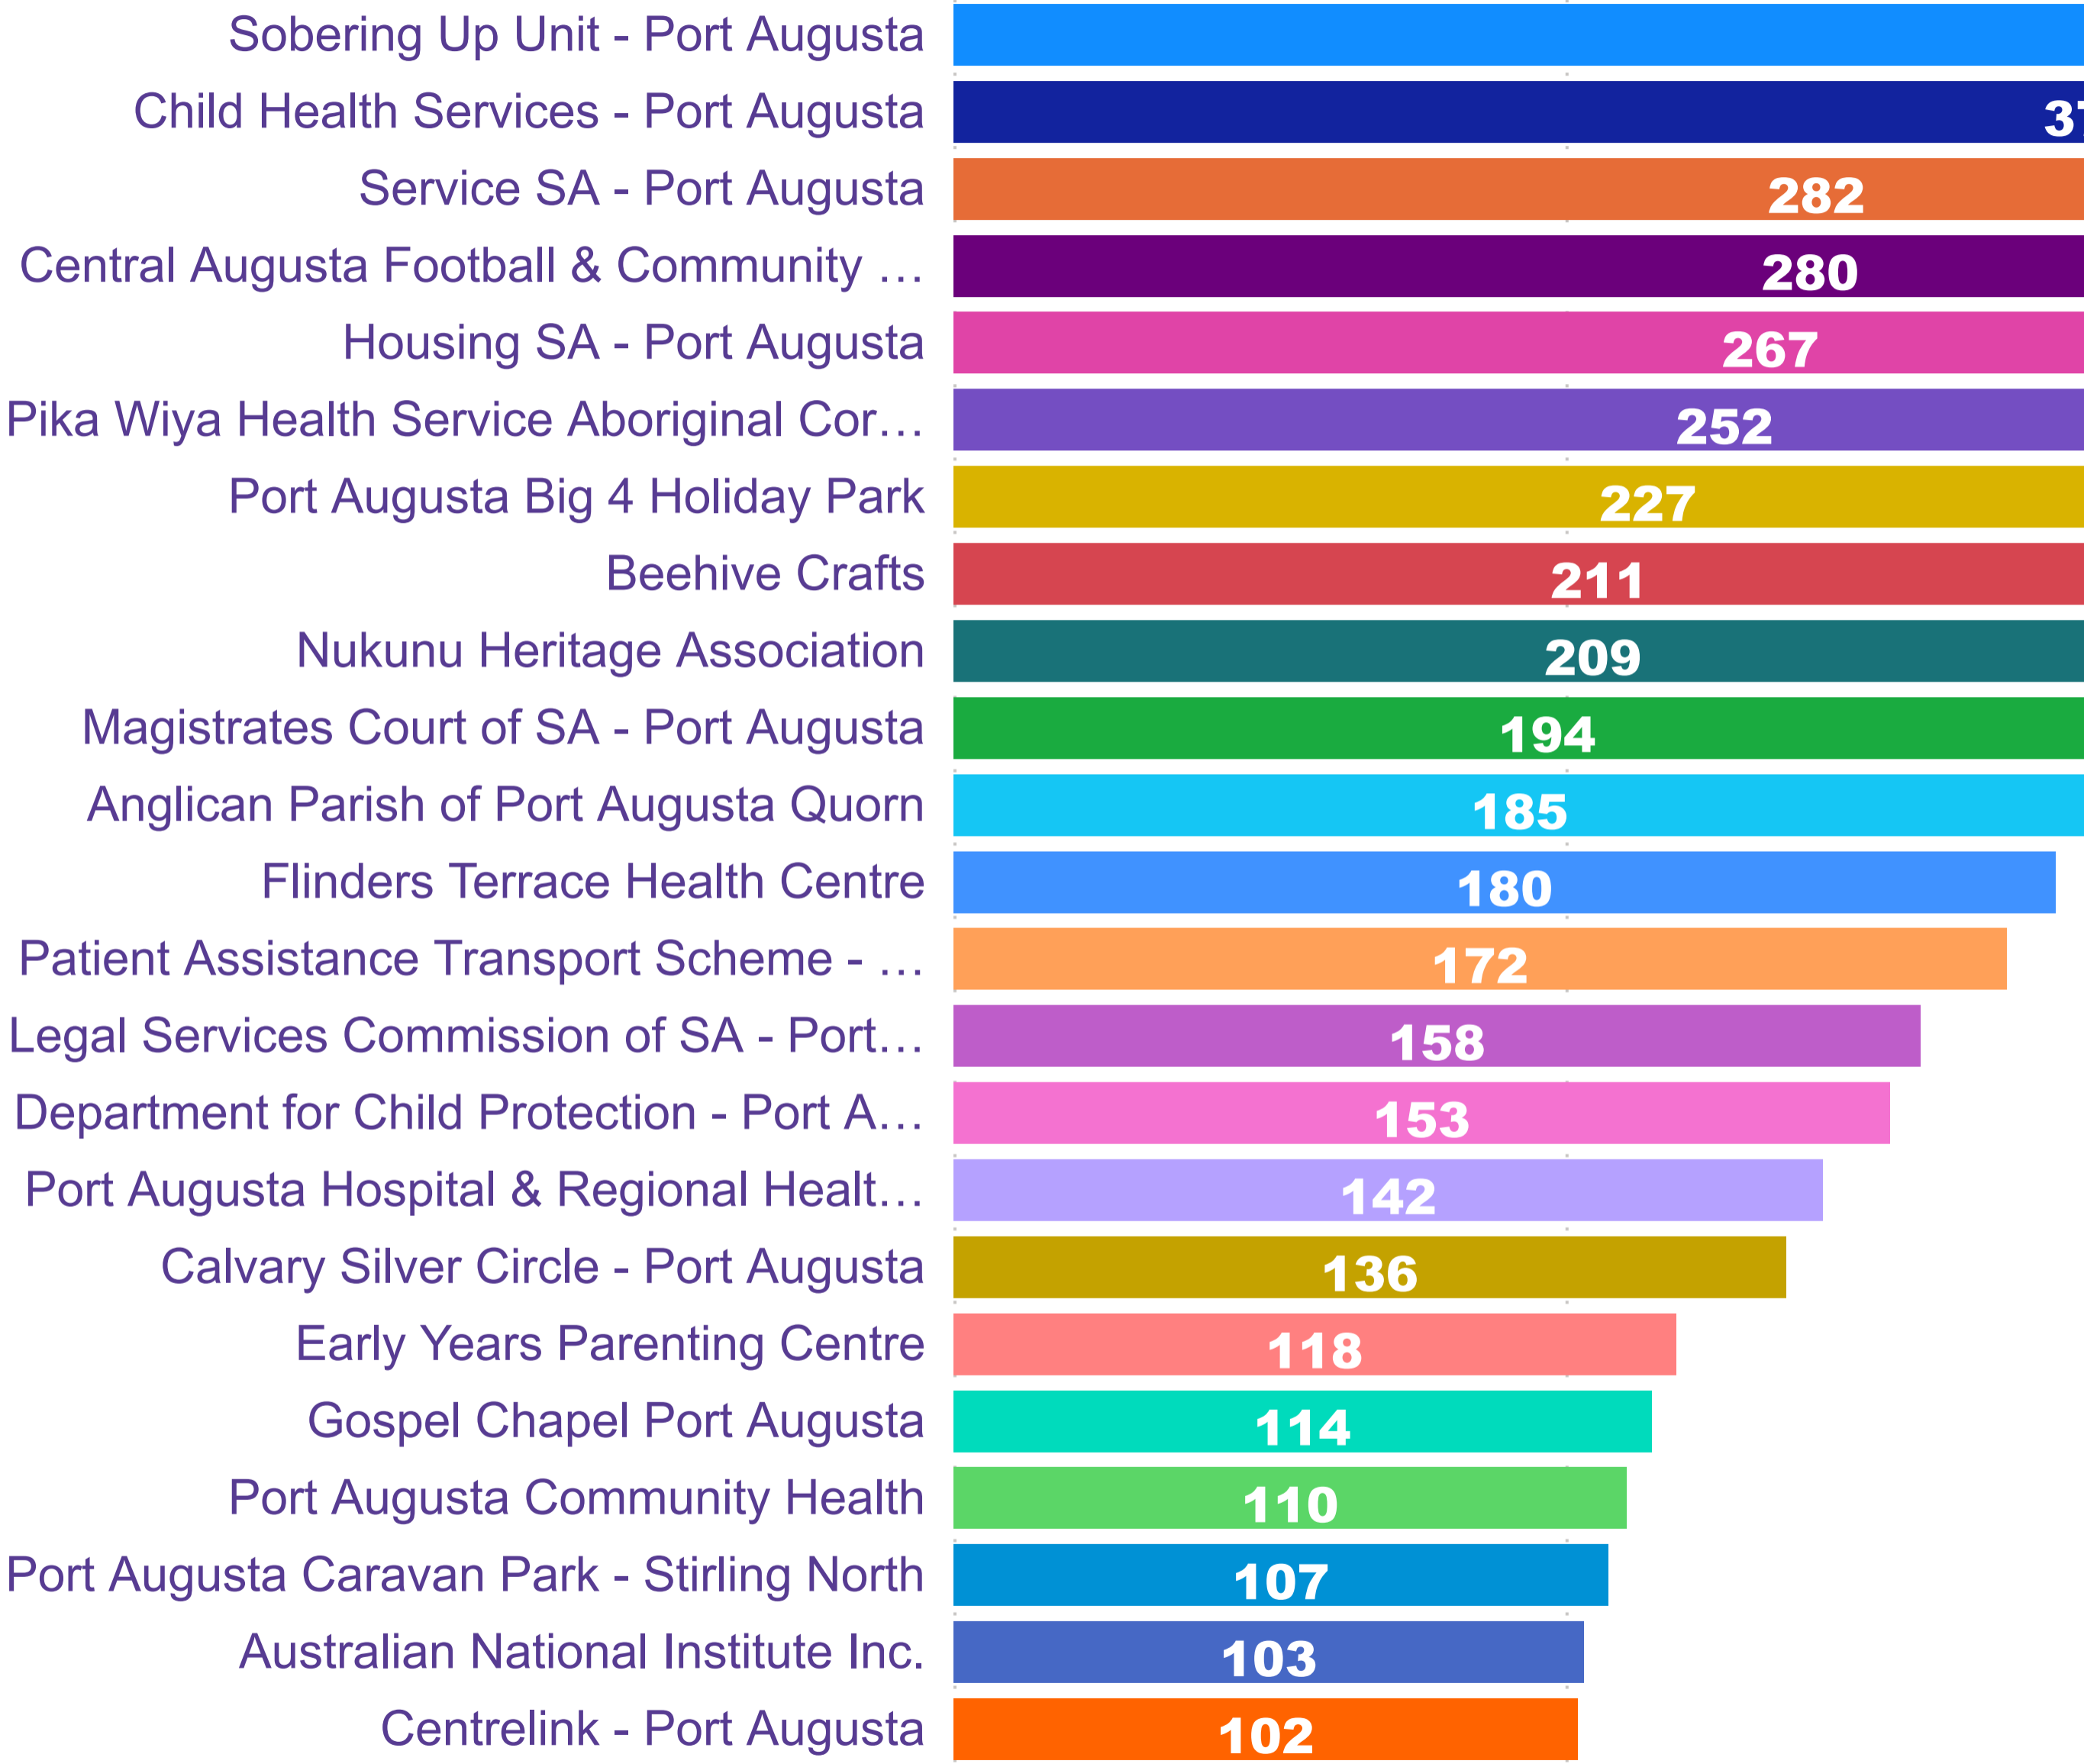 Sobering Up Unit - Port Augusta
Child Health Services - Port Augusta
Service SA - Port Augusta 282
Central Augusta Football & Community … 280
Housing SA - Port Augusta 267
Pika Wiya Health Service Aboriginal Cor… 252
Port Augusta Big 4 Holiday Park 227
Beehive Crafts 211
Nukunu Heritage Association 209
Magistrates Court of SA - Port Augusta 194
Anglican Parish of Port Augusta Quorn 185
Flinders Terrace Health Centre 180
Patient Assistance Transport Scheme - … 172
Legal Services Commission of SA - Port… 158
Department for Child Protection - Port A… 153
Port Augusta Hospital & Regional Healt… 142
Calvary Silver Circle - Port Augusta 136
Early Years Parenting Centre 118
Gospel Chapel Port Augusta 114
Port Augusta Community Health 110
Port Augusta Caravan Park - Stirling North 107
Australian National Institute Inc. 103
Centrelink - Port Augusta 102